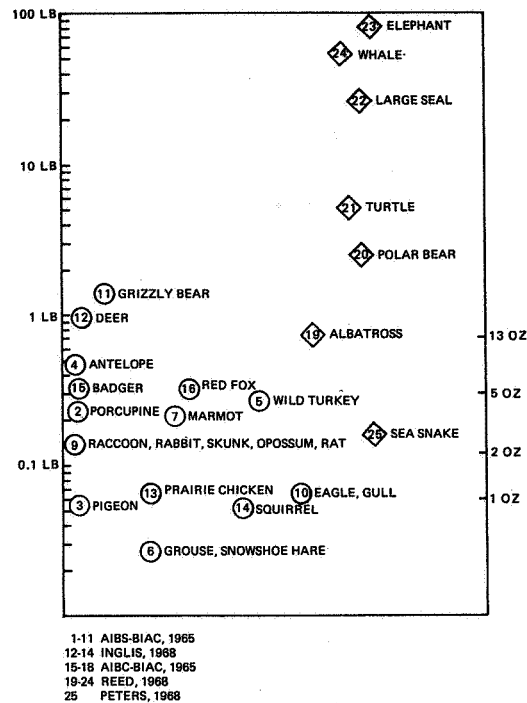 100 LB
23 ELEPHANT
24 WHALE
22 LARGE SEAL
10 LB
21 TURTLE
20 POLAR BEAR
11 GRIZZLY BEAR
1 LB
12 DEER
19 ALBATROSS
13 OZ
4 ANTELOPE
15 BADGER
16 RED FOX
5 WILD TURKEY
5 OZ
2 PORCUPINE
7 MARMOT
25 SEA SNAKE
9 RACCOON, RABBIT, SKUNK, OPOSSUM, RAT
2 OZ
0.1 LB
13 PRAIRIE CHICKEN
10 EAGLE, GULL
1 OZ
3 PIGEON
14 SQUIRREL
6 GROUSE, SNOWSHOE HARE
1-11 AIBS-BIAC, 1965
12-14 INGLIS, 1968
15-18 AIBC-BIAC, 1965
19-24 REED, 1968
25 PETERS, 1968